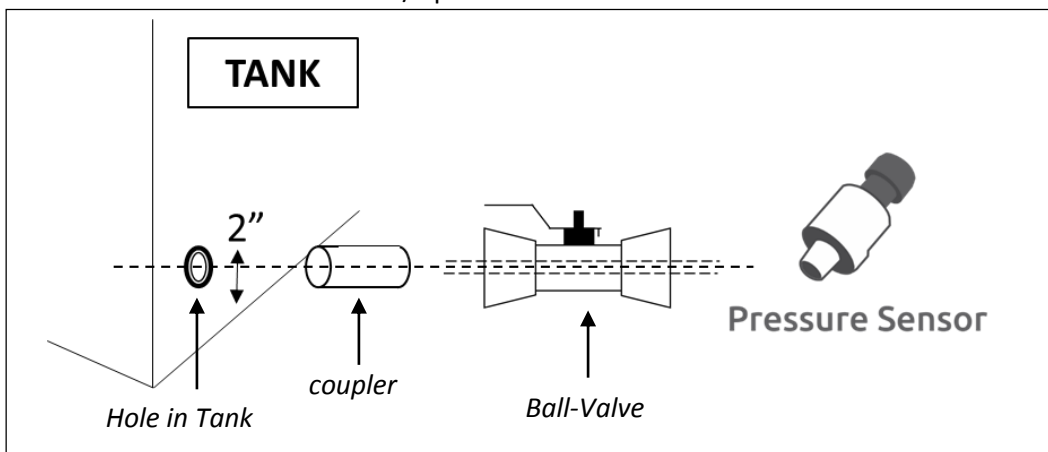 TANK
2”
Pressure Sensor
coupler
Hole in Tank
Ball-Valve